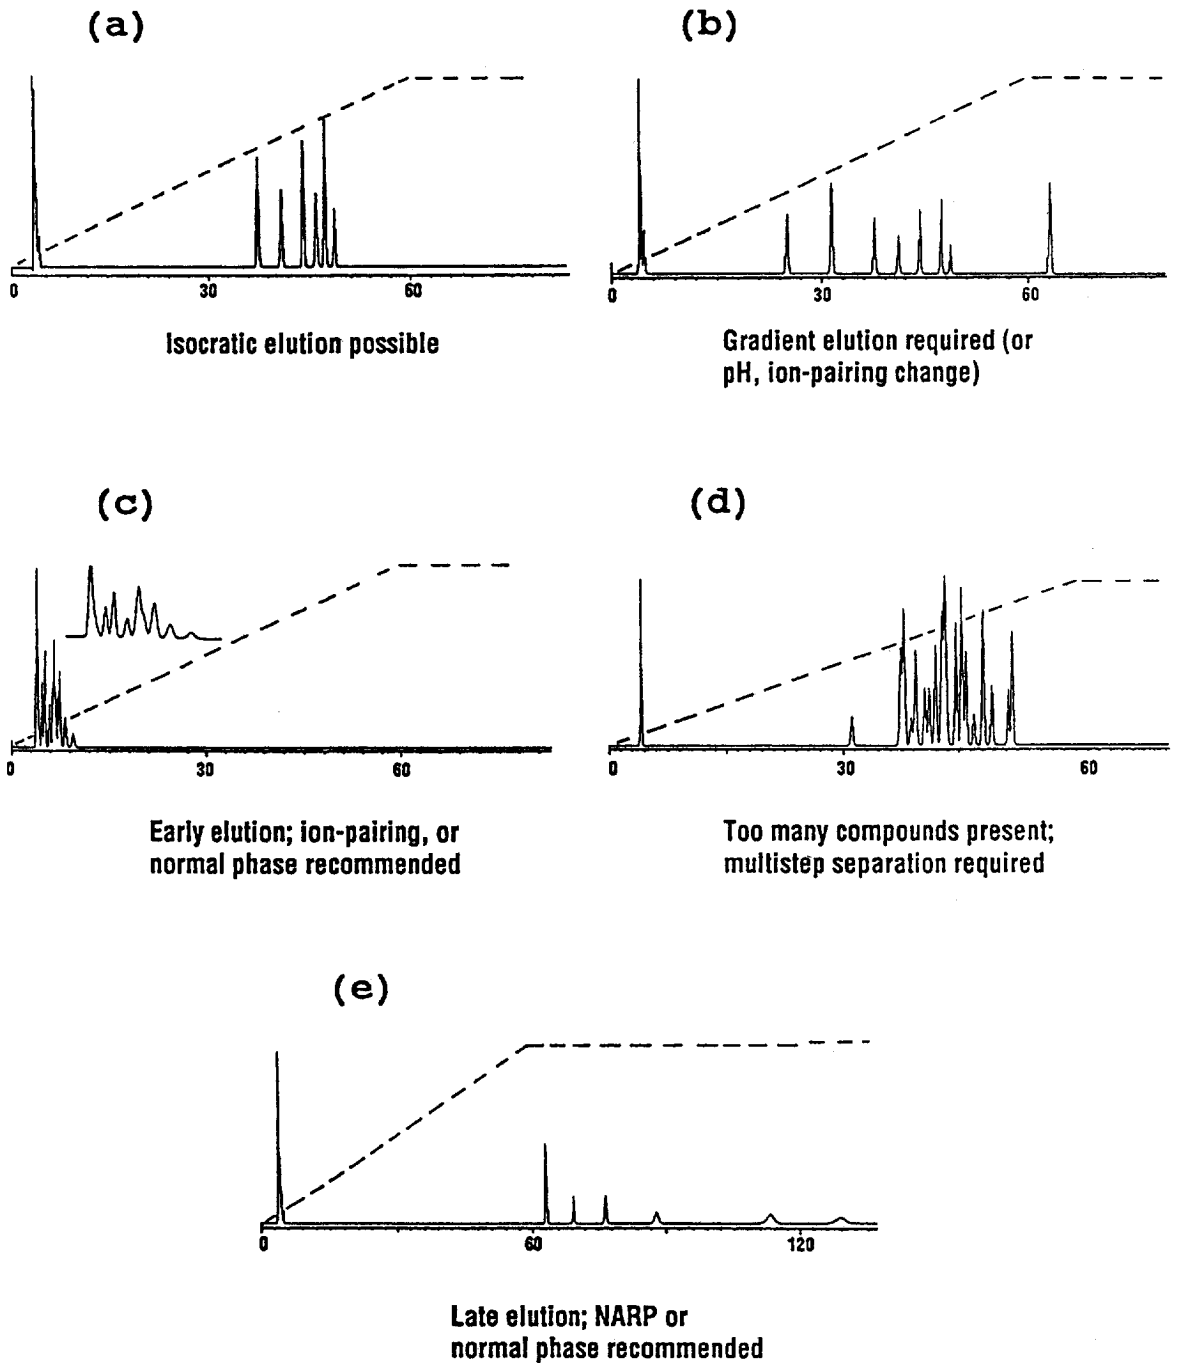 (a)
(b)
0 30 60
0 30 60
Isocratic elution possible
Gradient elution required (or
pH, ion-pairing change)
(c)
(d)
0 30 60
0 30 60
Early elution; ion-pairing, or
normal phase recommended
Too many compounds present;
multistep separation required
(e)
0 60 120
Late elution; NARP or
normal phase recommended